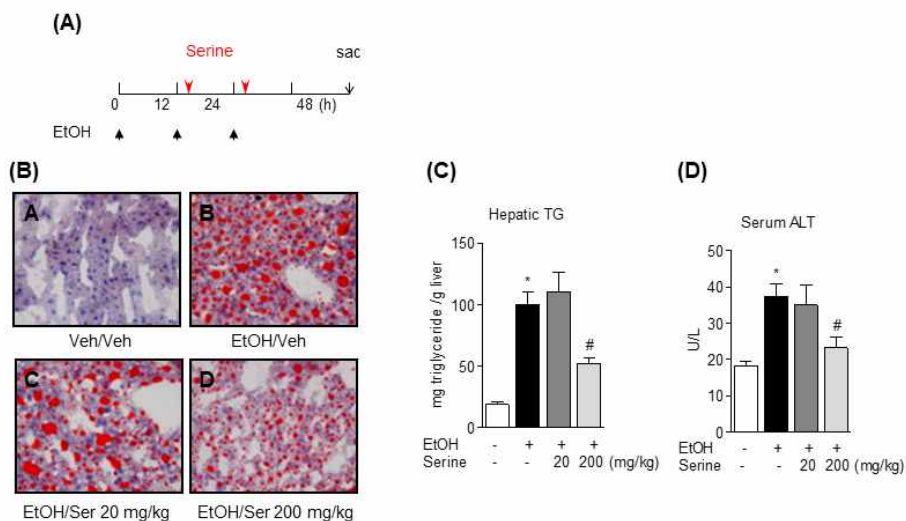 (A)
Serine
sac
0 12 24 48 (h)
EtOH
(B)
A
B
Veh/Veh
EtOH/Veh
C
D
EtOH/Ser 20 mg/kg
EtOH/Ser 200 mg/kg
(C)
Hepatic TG
mg triglyceride /g liver
150
100
50
0
*
#
EtOH - + + +
Serine - - 20 200 (mg/kg)
(D)
Serum ALT
U/L
50
40
30
20
10
0
*
#
EtOH - + + +
Serine - - 20 200 (mg/kg)